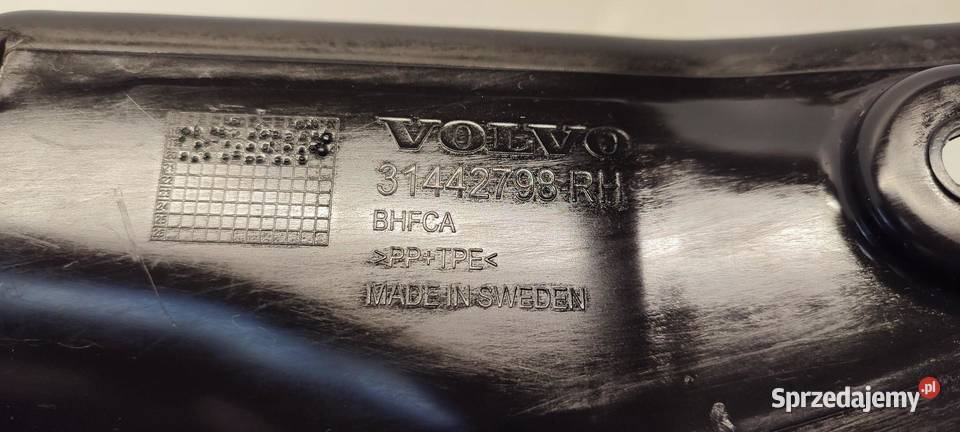 VOLVO
31442798 RH
BHFCA
>PP+TPE<
MADE IN SWEDEN
Sprzedajemy.pl